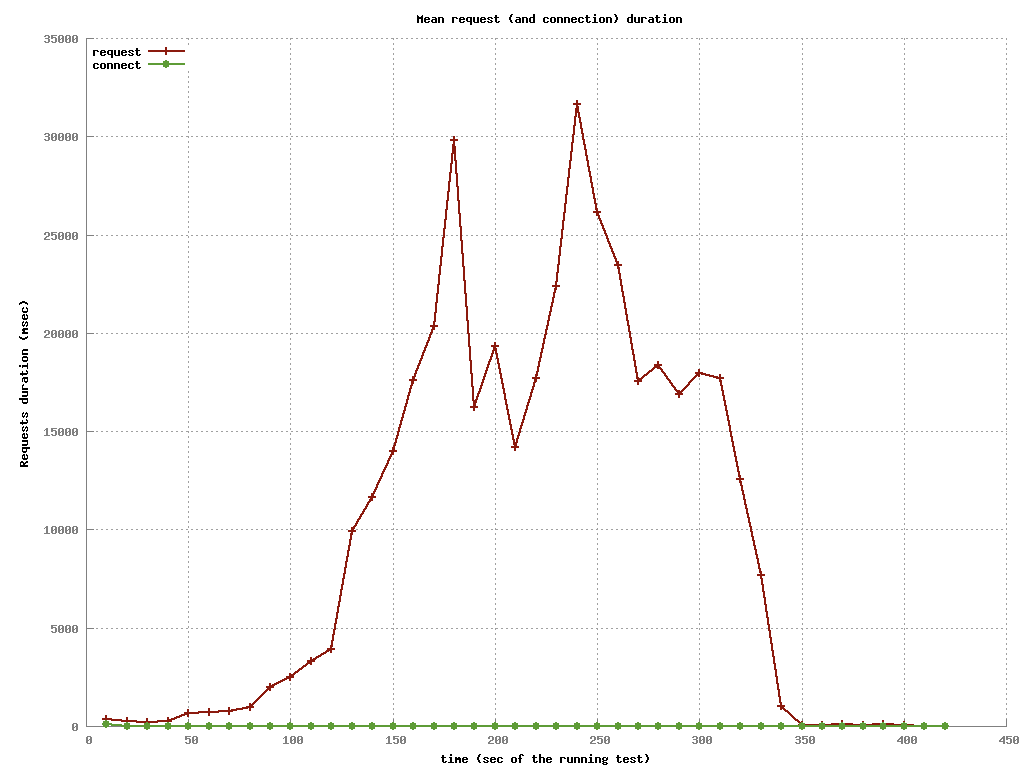 Mean request (and connection) duration
35000
request
connect
30000
25000
20000
15000
10000
5000
0
Requests duration (msec)
0 50 100 150 200 250 300 350 400 450
time (sec of the running test)